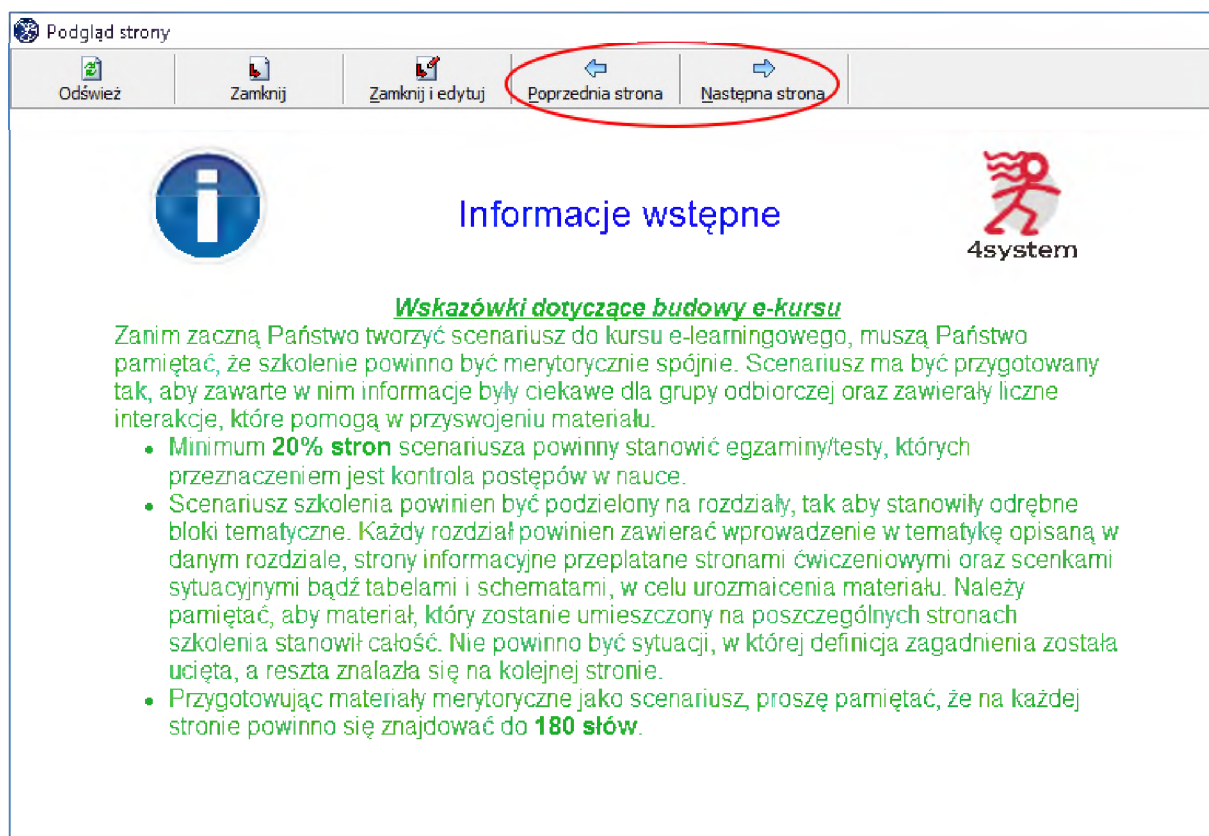 Podgląd strony
Odśwież Zamknij Zamknij i edytuj Poprzednia strona Następna strona
Informacje wstępne
4system
Wskazówki dotyczące budowy e-kursu
Zanim zaczną Państwo tworzyć scenariusz do kursu e-learningowego, muszą Państwo
pamiętać, że szkolenie powinno być merytorycznie spójnie. Scenariusz ma być przygotowany
tak, aby zawarte w nim informacje były ciekawe dla grupy odbiorczej oraz zawierały liczne
interakcje, które pomogą w przyswojeniu materiału.
• Minimum 20% stron scenariusza powinny stanowić egzaminy/testy, których
przeznaczeniem jest kontrola postępów w nauce.
• Scenariusz szkolenia powinien być podzielony na rozdziały, tak aby stanowiły odrębne
bloki tematyczne. Każdy rozdział powinien zawierać wprowadzenie w tematykę opisaną w
danym rozdziale, strony informacyjne przeplatane stronami ćwiczeniowymi oraz scenkami
sytuacyjnymi bądź tabelami i schematami, w celu urozmaicenia materiału. Należy
pamiętać, aby materiał, który zostanie umieszczony na poszczególnych stronach
szkolenia stanowił całość. Nie powinno być sytuacji, w której definicja zagadnienia została
ucięta, a reszta znalazła się na kolejnej stronie.
• Przygotowując materiały merytoryczne jako scenariusz, proszę pamiętać, że na każdej
stronie powinno się znajdować do 180 słów.